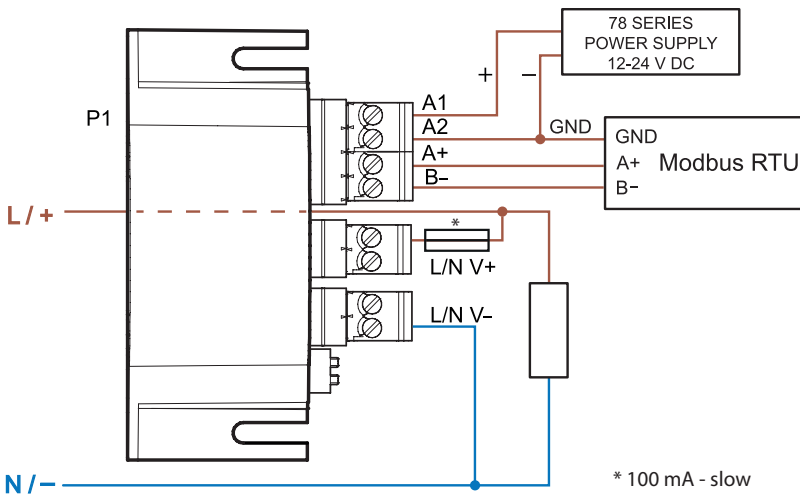 78 SERIES
POWER SUPPLY
12-24 V DC
+
−
P1
A1
A2
GND
A+
B−
GND
A+
B−
Modbus RTU
L / +
*
L/N V+
L/N V−
N / −
* 100 mA - slow